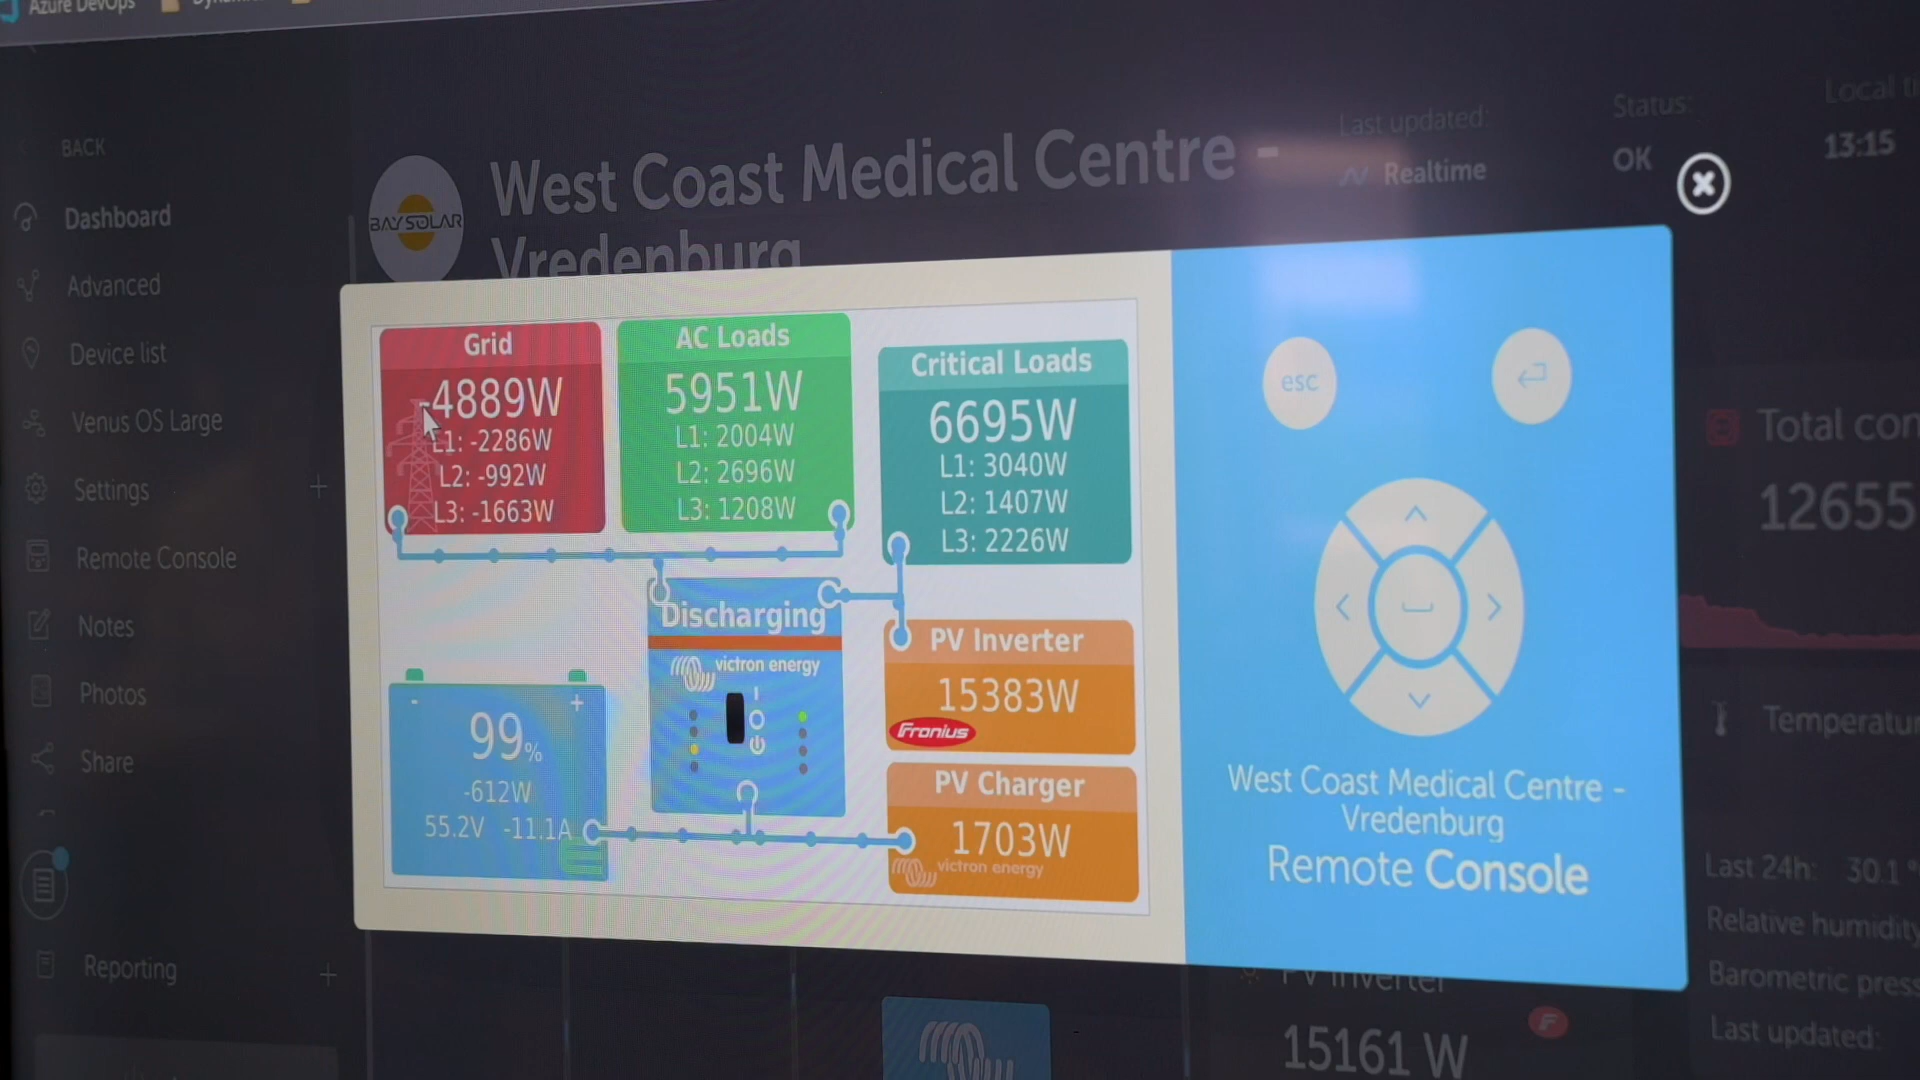 Azure DevOps
BACK
Dashboard
Advanced
Device list
Venus OS Large
Settings
Remote Console
Notes
Photos
Share
Reporting
BAY SOLAR
West Coast Medical Centre -
Vredenburg
Last updated:
Realtime
Status:
OK
Local
13:15
Grid
-4889W
L1: -2286W
L2: -992W
L3: -1663W
AC Loads
5951W
L1: 2004W
L2: 2696W
L3: 1208W
Critical Loads
6695W
L1: 3040W
L2: 1407W
L3: 2226W
Discharging
victron energy
PV Inverter
15383W
Fronius
PV Charger
1703W
victron energy
- +
99%
-612W
55.2V -11.1A
esc
West Coast Medical Centre -
Vredenburg
Remote Console
Total
12655
Last 24h: 30.1
Relative humidity
Barometric
Last updated:
PV Inverter
15161 W